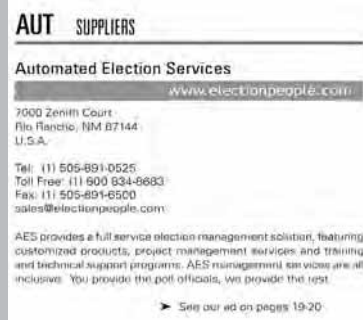 AUT SUPPLIERS
Automated Election Services
www.electionpeople.com
7000 Zenith Court
Rio Rancho, NM 87144
U.S.A.
Tel: (1) 505-891-0525
Toll Free: (1) 800 834-8683
Fax: (1) 505-891-6500
sales@electionpeople.com
AES provides a full service election management solution, featuring
customized products, project management services and training
and technical support programs. AES management services are all
inclusive. You provide the poll officials, we provide the rest.
➤ See our ad on pages 19-20